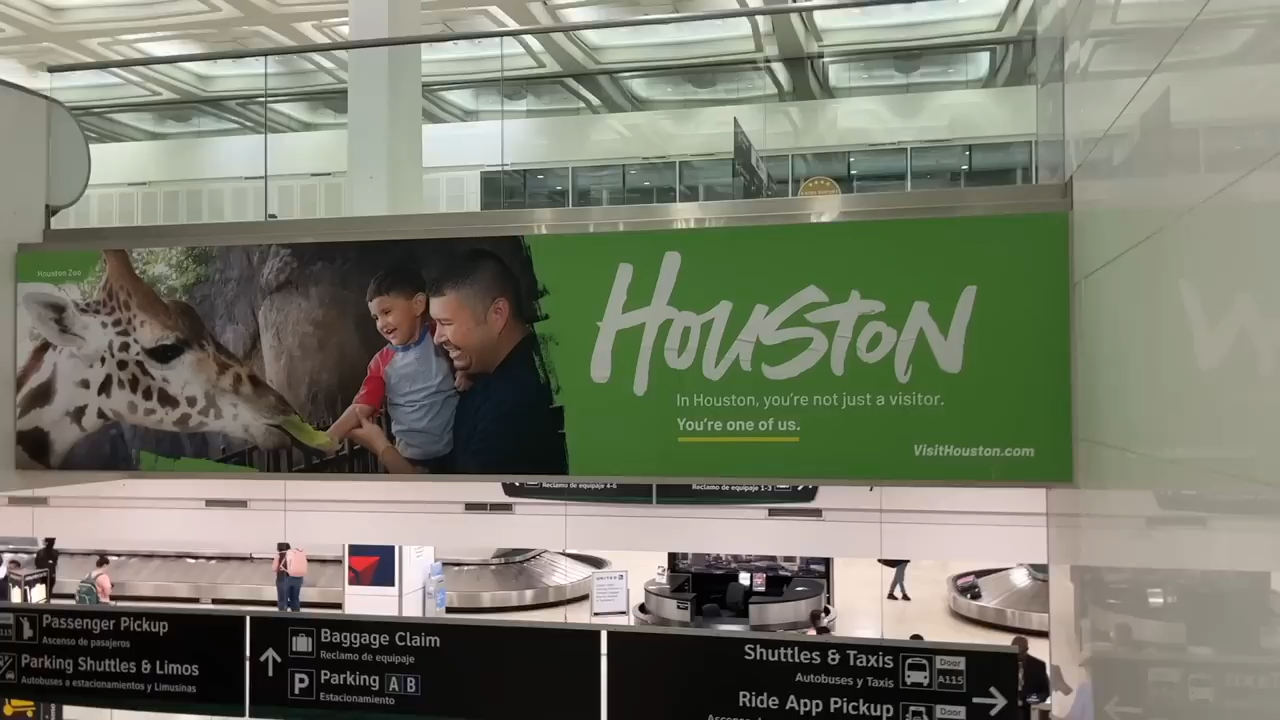 Houston Zoo
HOUSTON
In Houston, you're not just a visitor.
You're one of us.
VisitHouston.com
Reclamo de equipaje 4-6
Reclamo de equipaje 1-3
UNITED
115
Passenger Pickup
Ascenso de pasajeros
Parking Shuttles & Limos
Autobuses a estacionamientos y Limusinas
Baggage Claim
Reclamo de equipaje
P Parking A B
Estacionamiento
Shuttles & Taxis
Autobuses y Taxis
Door
A115
Ride App Pickup
Door